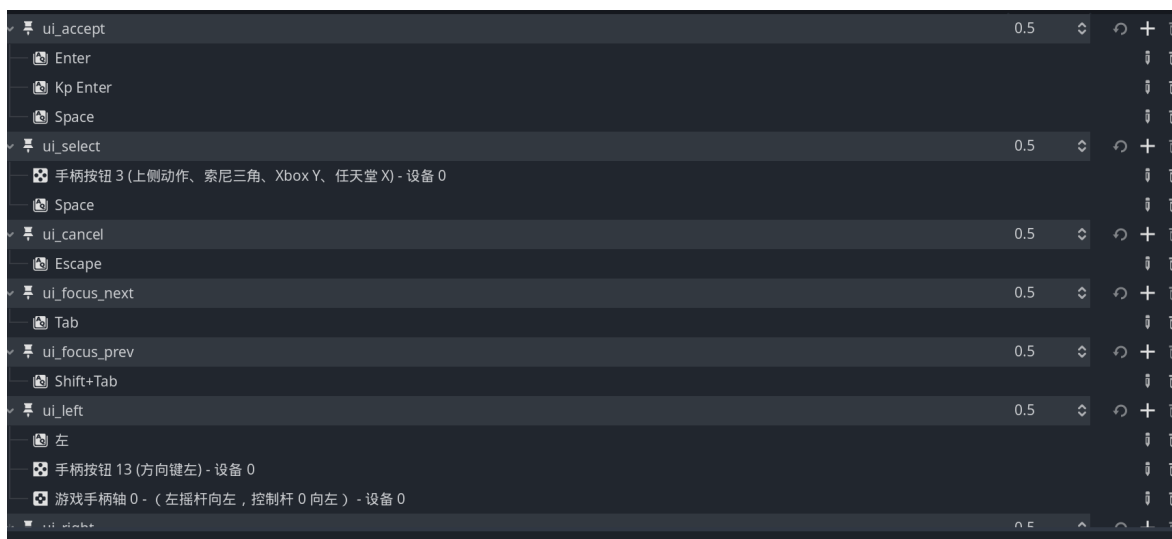 ui_accept 0.5
Enter
Kp Enter
Space
ui_select 0.5
手柄按钮 3 (上侧动作、索尼三角、Xbox Y、任天堂 X) - 设备 0
Space
ui_cancel 0.5
Escape
ui_focus_next 0.5
Tab
ui_focus_prev 0.5
Shift+Tab
ui_left 0.5
左
手柄按钮 13 (方向键左) - 设备 0
游戏手柄轴 0 - （ 左摇杆向左 , 控制杆 0 向左 ） - 设备 0
ui_right 0.5